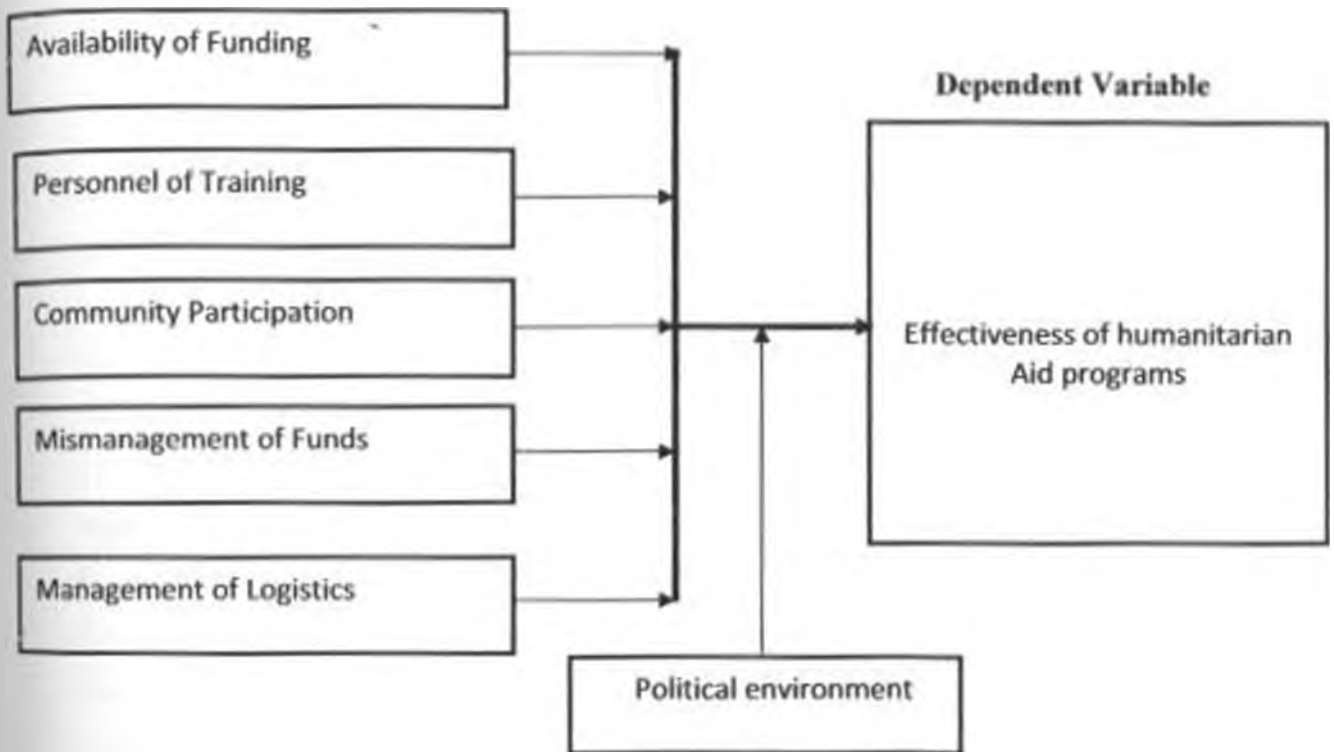 Availability of Funding
Dependent Variable
Personnel of Training
Community Participation
Effectiveness of humanitarian
Aid programs
Mismanagement of Funds
Management of Logistics
Political environment